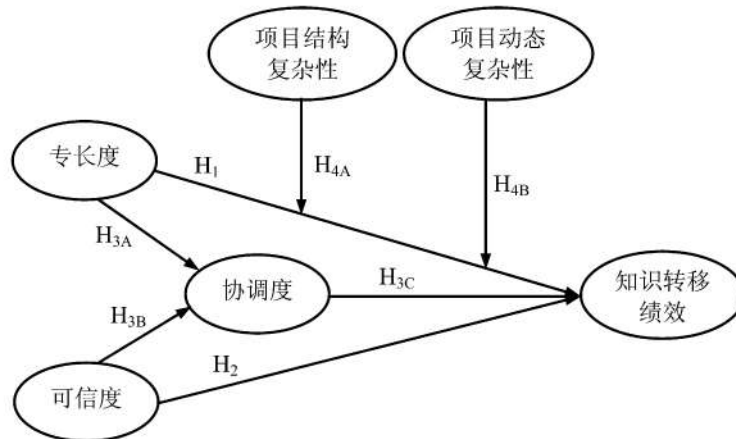 项目结构
复杂性
项目动态
复杂性
专长度
H1
H4A
H4B
H3A
协调度
H3C
知识转移
绩效
H3B
H2
可信度